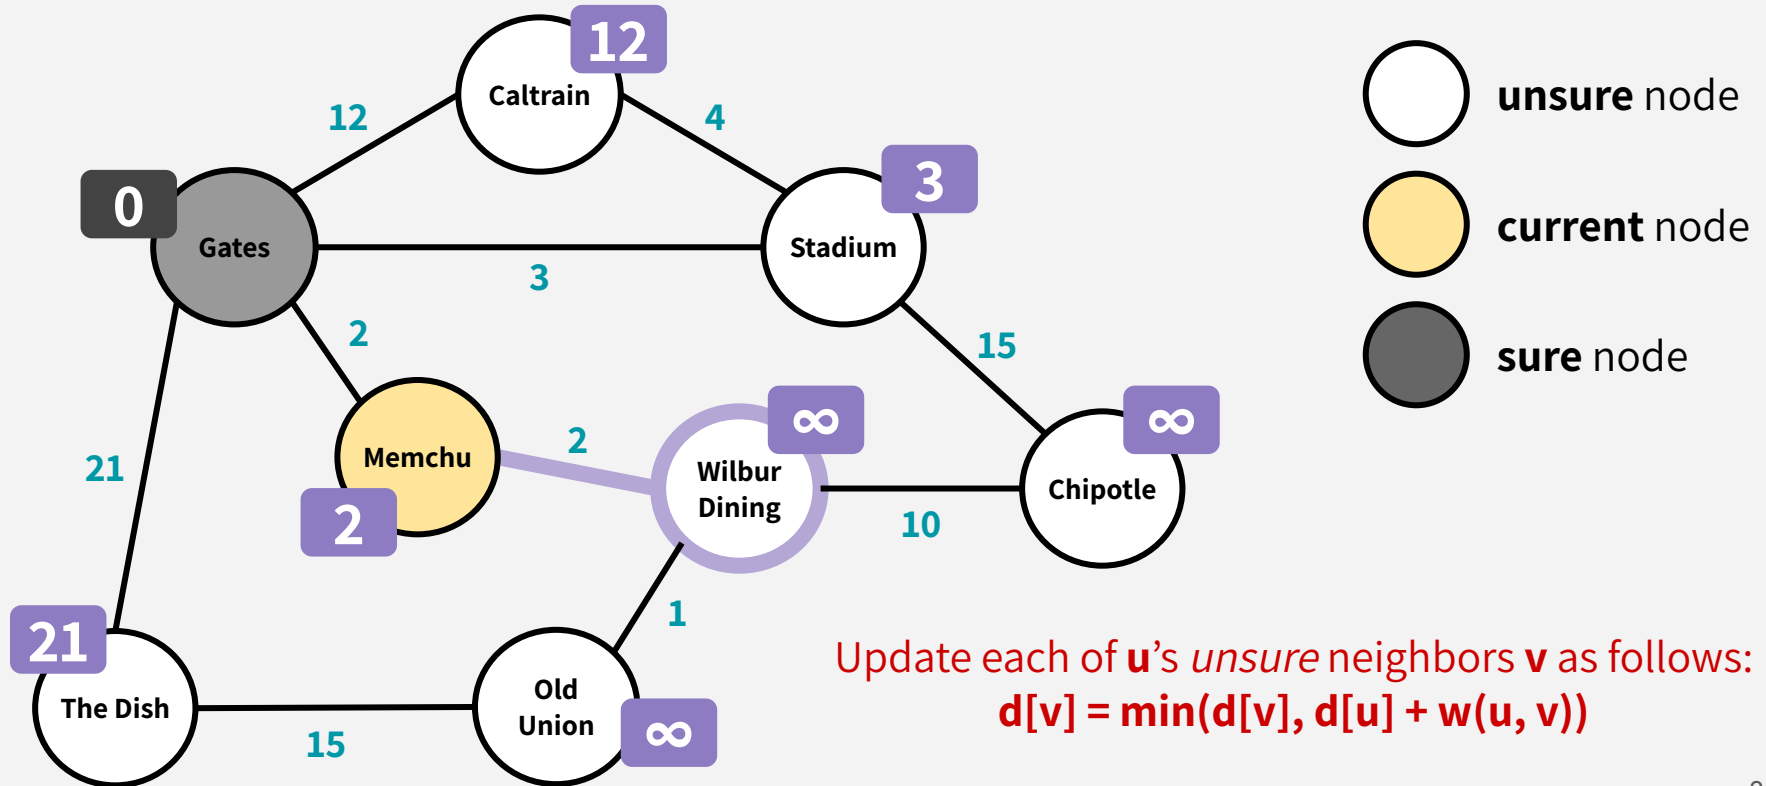 12
Caltrain
12
4
3
0
Gates
Stadium
3
2
15
∞
∞
2
21
Memchu
Wilbur
Dining
Chipotle
2
10
1
21
The Dish
Old
Union
∞
15
unsure node
current node
sure node
Update each of u's unsure neighbors v as follows:
d[v] = min(d[v], d[u] + w(u, v))